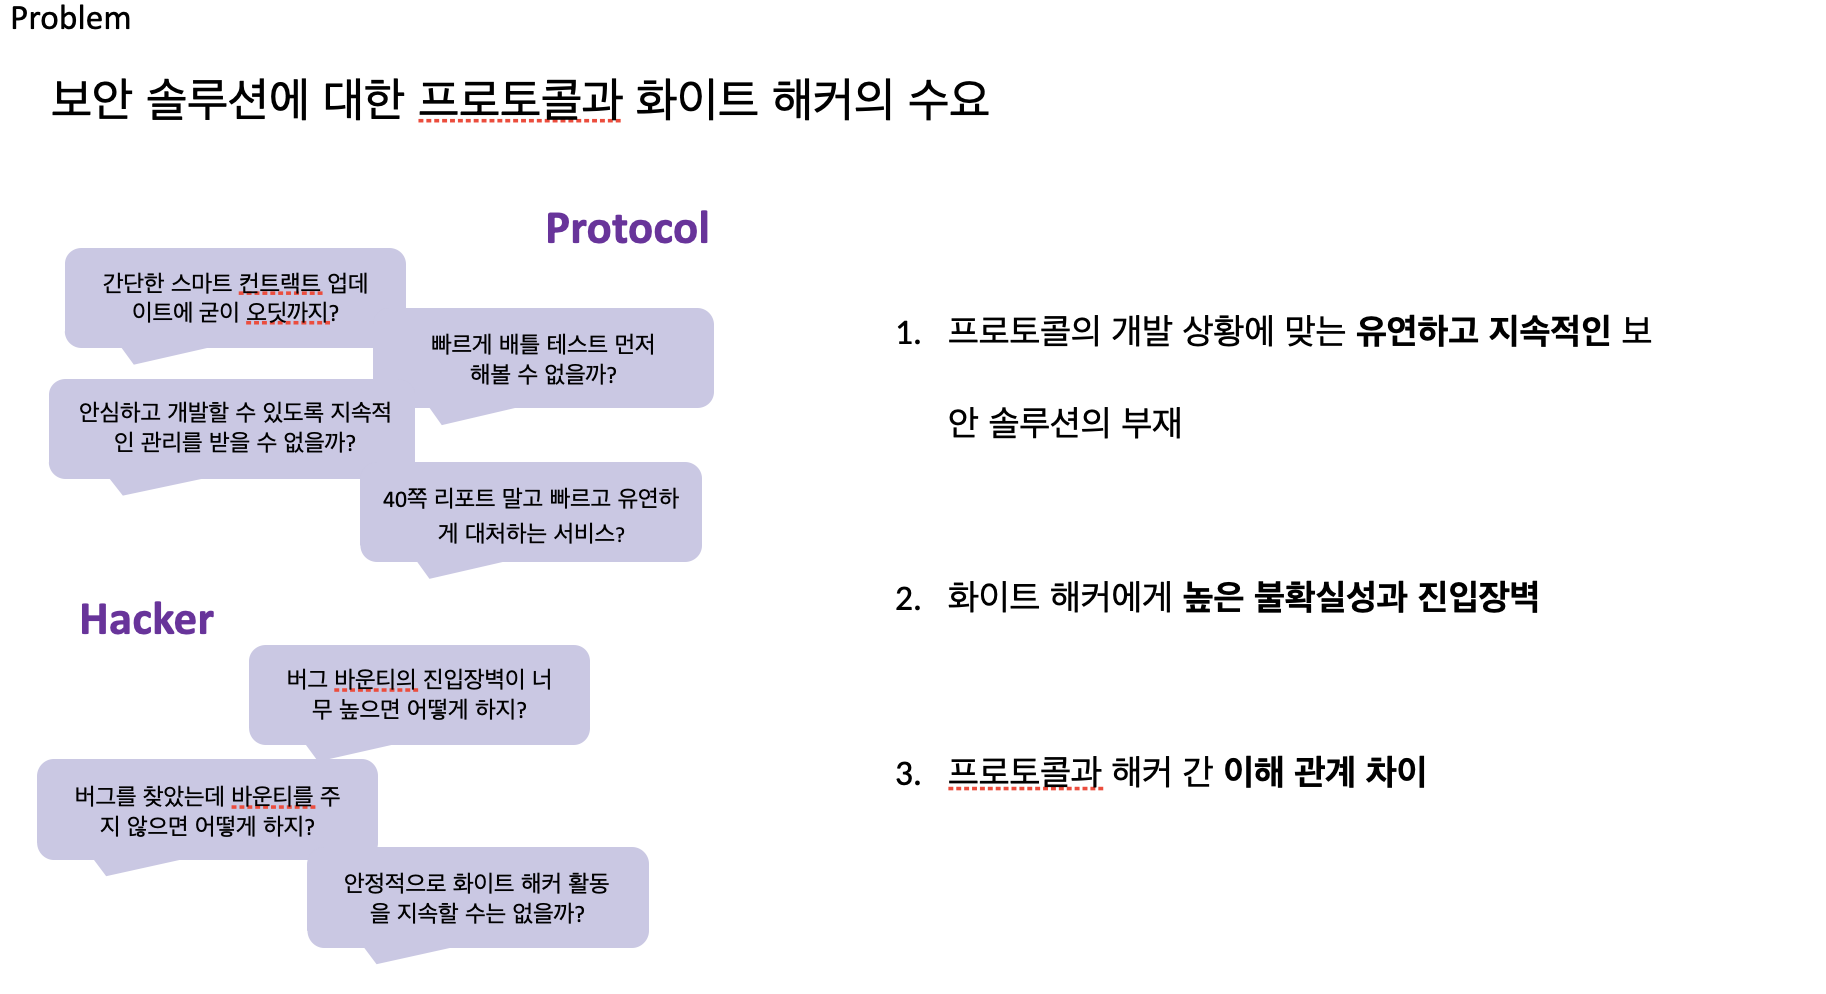 Problem
보안 솔루션에 대한 프로토콜과 화이트 해커의 수요
Protocol
간단한 스마트 컨트랙트 업데
이트에 굳이 오딧까지?
빠르게 배틀 테스트 먼저
해볼 수 없을까?
안심하고 개발할 수 있도록 지속적
인 관리를 받을 수 없을까?
40쪽 리포트 말고 빠르고 유연하
게 대처하는 서비스?
Hacker
버그 바운티의 진입장벽이 너
무 높으면 어떻게 하지?
버그를 찾았는데 바운티를 주
지 않으면 어떻게 하지?
안정적으로 화이트 해커 활동
을 지속할 수는 없을까?
1. 프로토콜의 개발 상황에 맞는 유연하고 지속적인 보
안 솔루션의 부재
2. 화이트 해커에게 높은 불확실성과 진입장벽
3. 프로토콜과 해커 간 이해 관계 차이